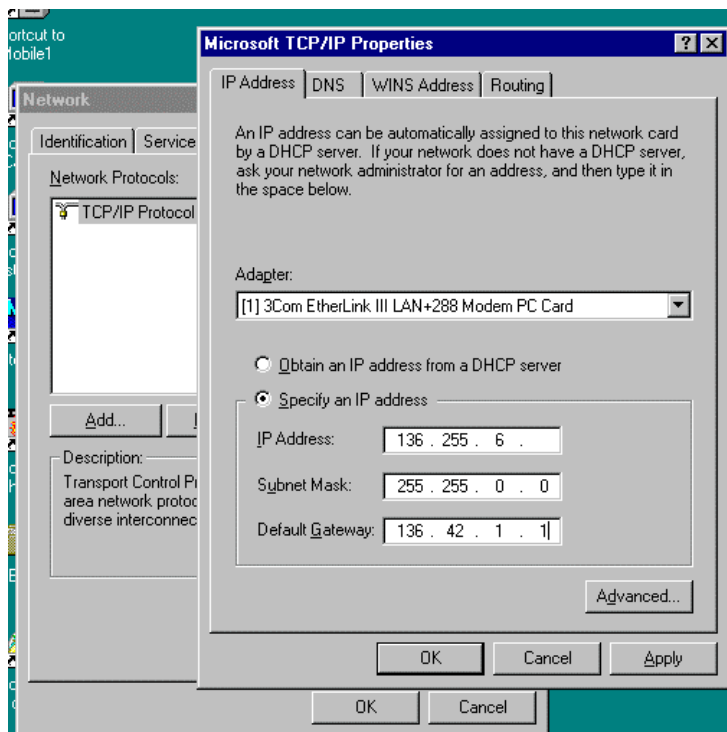 ortcut to
Mobile1
Microsoft TCP/IP Properties
IP Address
DNS
WINS Address
Routing
Network
Identification
Service
Network Protocols:
TCP/IP Protocol
Add...
Description:
Transport Control P
area network protoc
diverse interconnec
An IP address can be automatically assigned to this network card
by a DHCP server. If your network does not have a DHCP server,
ask your network administrator for an address, and then type it in
the space below.
Adapter:
[1] 3Com EtherLink III LAN+288 Modem PC Card
Obtain an IP address from a DHCP server
Specify an IP address
IP Address: 136 . 255 . 6 .
Subnet Mask: 255 . 255 . 0 . 0
Default Gateway: 136 . 42 . 1 . 1
Advanced...
OK
Cancel
Apply
OK
Cancel